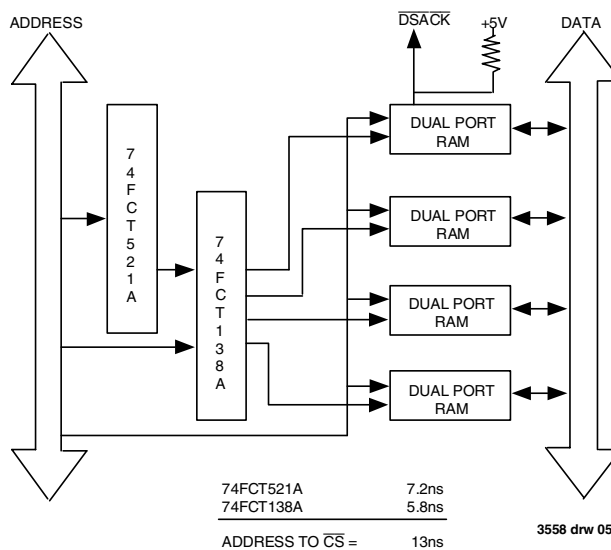 ADDRESS
DSACK
+5V
DATA
74FCT521A
74FCT138A
DUAL PORT
RAM
DUAL PORT
RAM
DUAL PORT
RAM
DUAL PORT
RAM
74FCT521A 7.2ns
74FCT138A 5.8ns
ADDRESS TO CS = 13ns
3558 drw 05